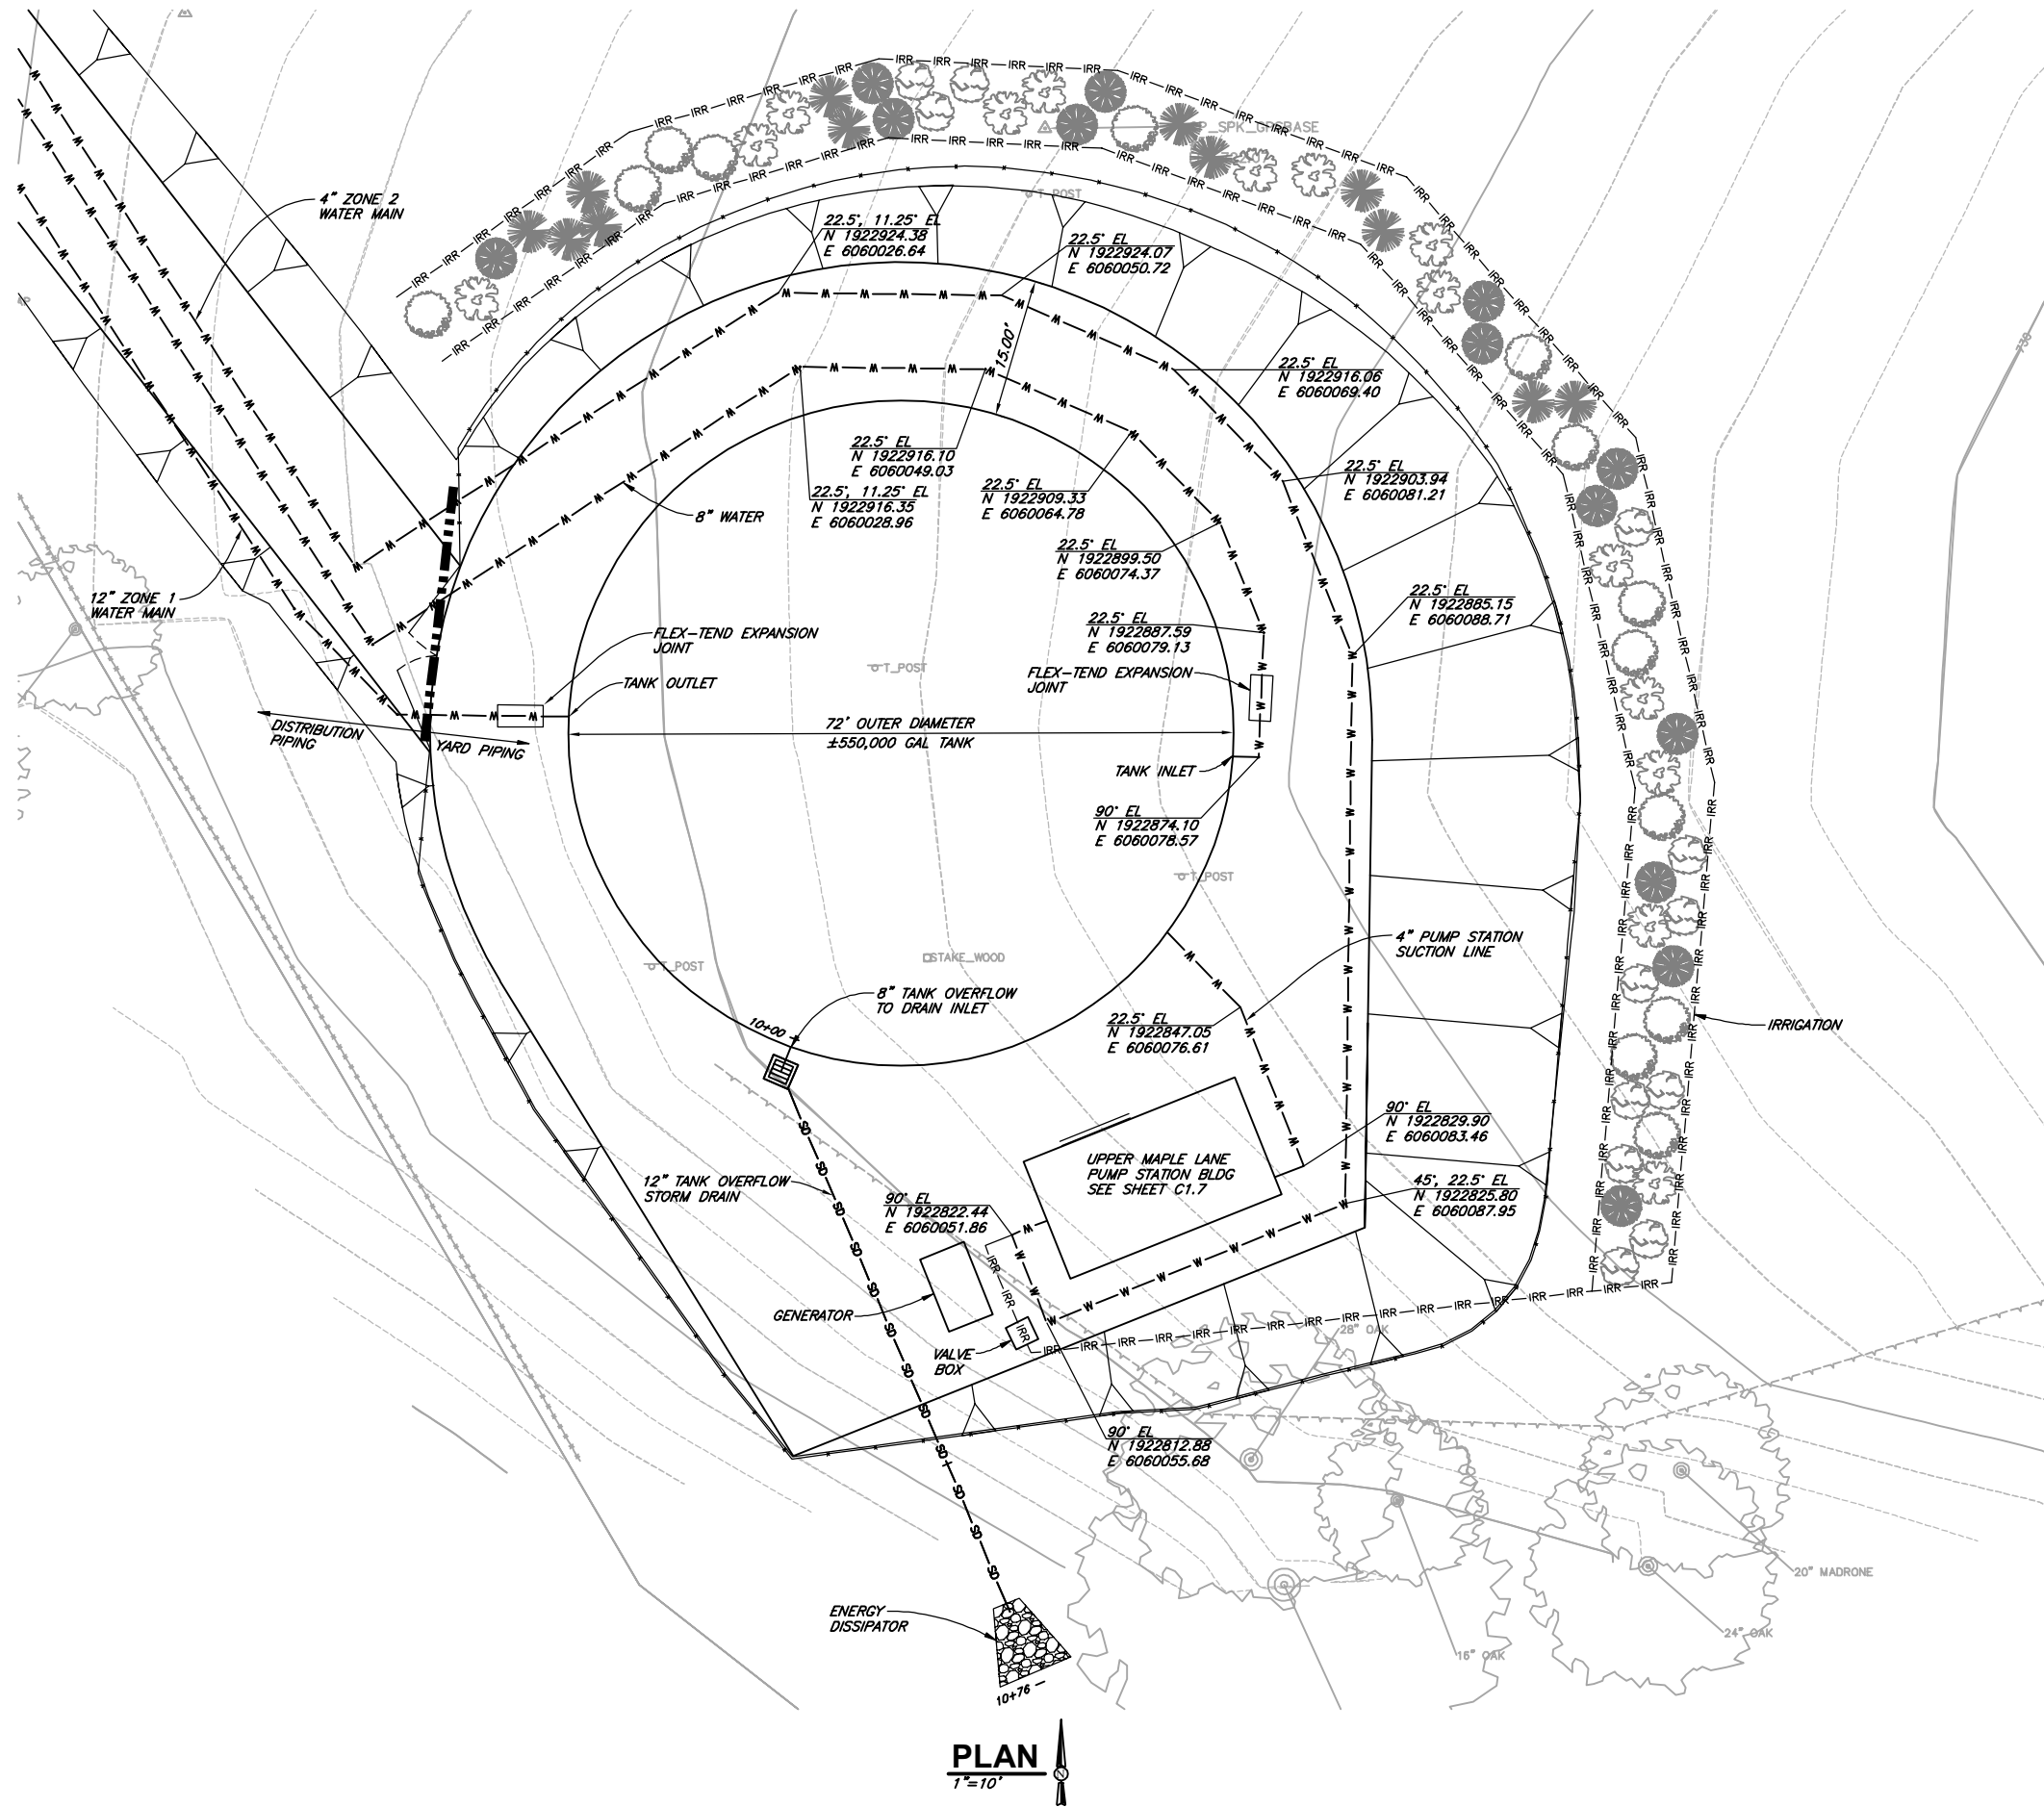 P_SPK_GPSBASE
4" ZONE 2
WATER MAIN
T_POST
22.5°, 11.25° EL
N 1922924.38
E 6060026.64
22.5° EL
N 1922924.07
E 6060050.72
15.00'
22.5° EL
N 1922916.06
E 6060069.40
22.5° EL
N 1922916.10
E 6060049.03
22.5°, 11.25° EL
N 1922916.35
E 6060028.96
22.5° EL
N 1922909.33
E 6060064.78
22.5° EL
N 1922903.94
E 6060081.21
8" WATER
22.5° EL
N 1922899.50
E 6060074.37
12" ZONE 1
WATER MAIN
22.5° EL
N 1922885.15
E 6060088.71
FLEX-TEND EXPANSION
JOINT
22.5° EL
N 1922887.59
E 6060079.13
T_POST
FLEX-TEND EXPANSION
JOINT
TANK OUTLET
DISTRIBUTION
PIPING
YARD PIPING
72' OUTER DIAMETER
±550,000 GAL TANK
TANK INLET
90° EL
N 1922874.10
E 6060078.57
T_POST
4" PUMP STATION
SUCTION LINE
STAKE_WOOD
T_POST
8" TANK OVERFLOW
TO DRAIN INLET
10+00
22.5° EL
N 1922847.05
E 6060076.61
IRRIGATION
90° EL
N 1922829.90
E 6060083.46
UPPER MAPLE LANE
PUMP STATION BLDG
SEE SHEET C1.7
12" TANK OVERFLOW
STORM DRAIN
45°, 22.5° EL
N 1922825.80
E 6060087.95
90° EL
N 1922822.44
E 6060051.86
GENERATOR
28" OAK
VALVE
BOX
90° EL
N 1922812.88
E 6060055.68
20" MADRONE
ENERGY
DISSIPATOR
24" OAK
16" OAK
10+76
PLAN
1"=10'
N